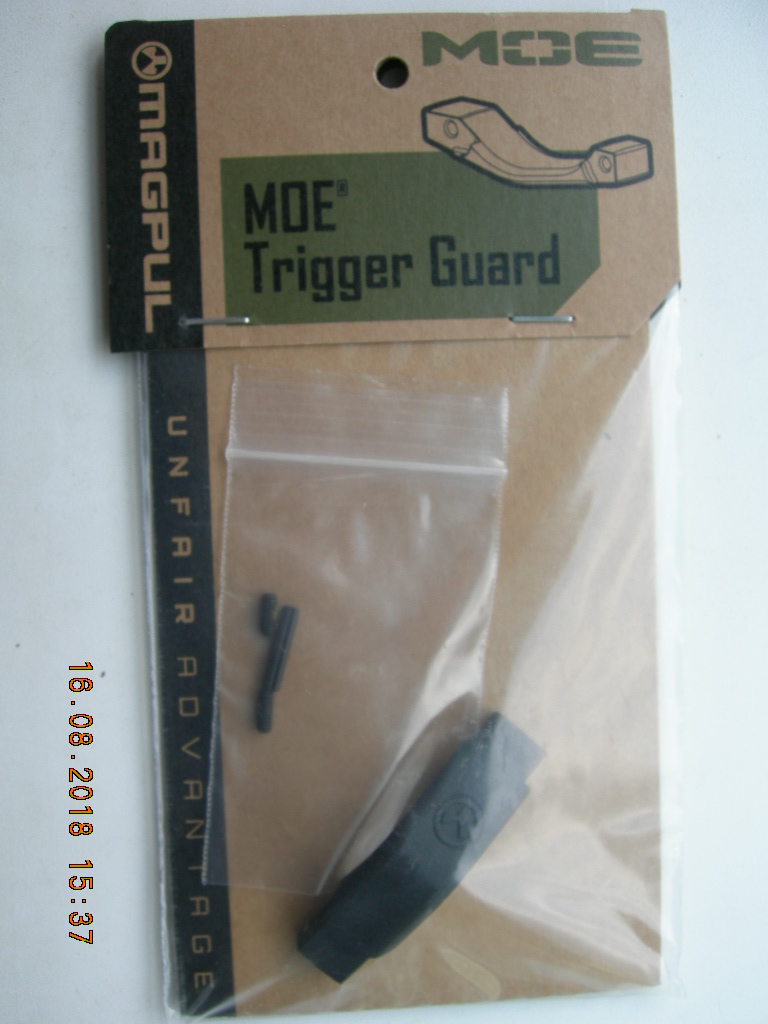 MOE
MAGPUL
MOE®
Trigger Guard
UNFAIR ADVANTAGE
16.08.2018 15:37